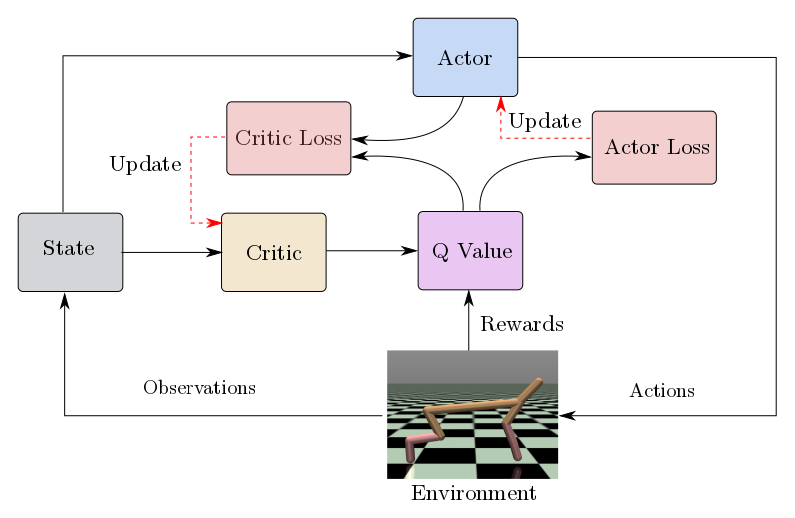 Actor
Critic Loss
Update
Actor Loss
Update
State
Critic
Q Value
Rewards
Observations
Actions
Environment